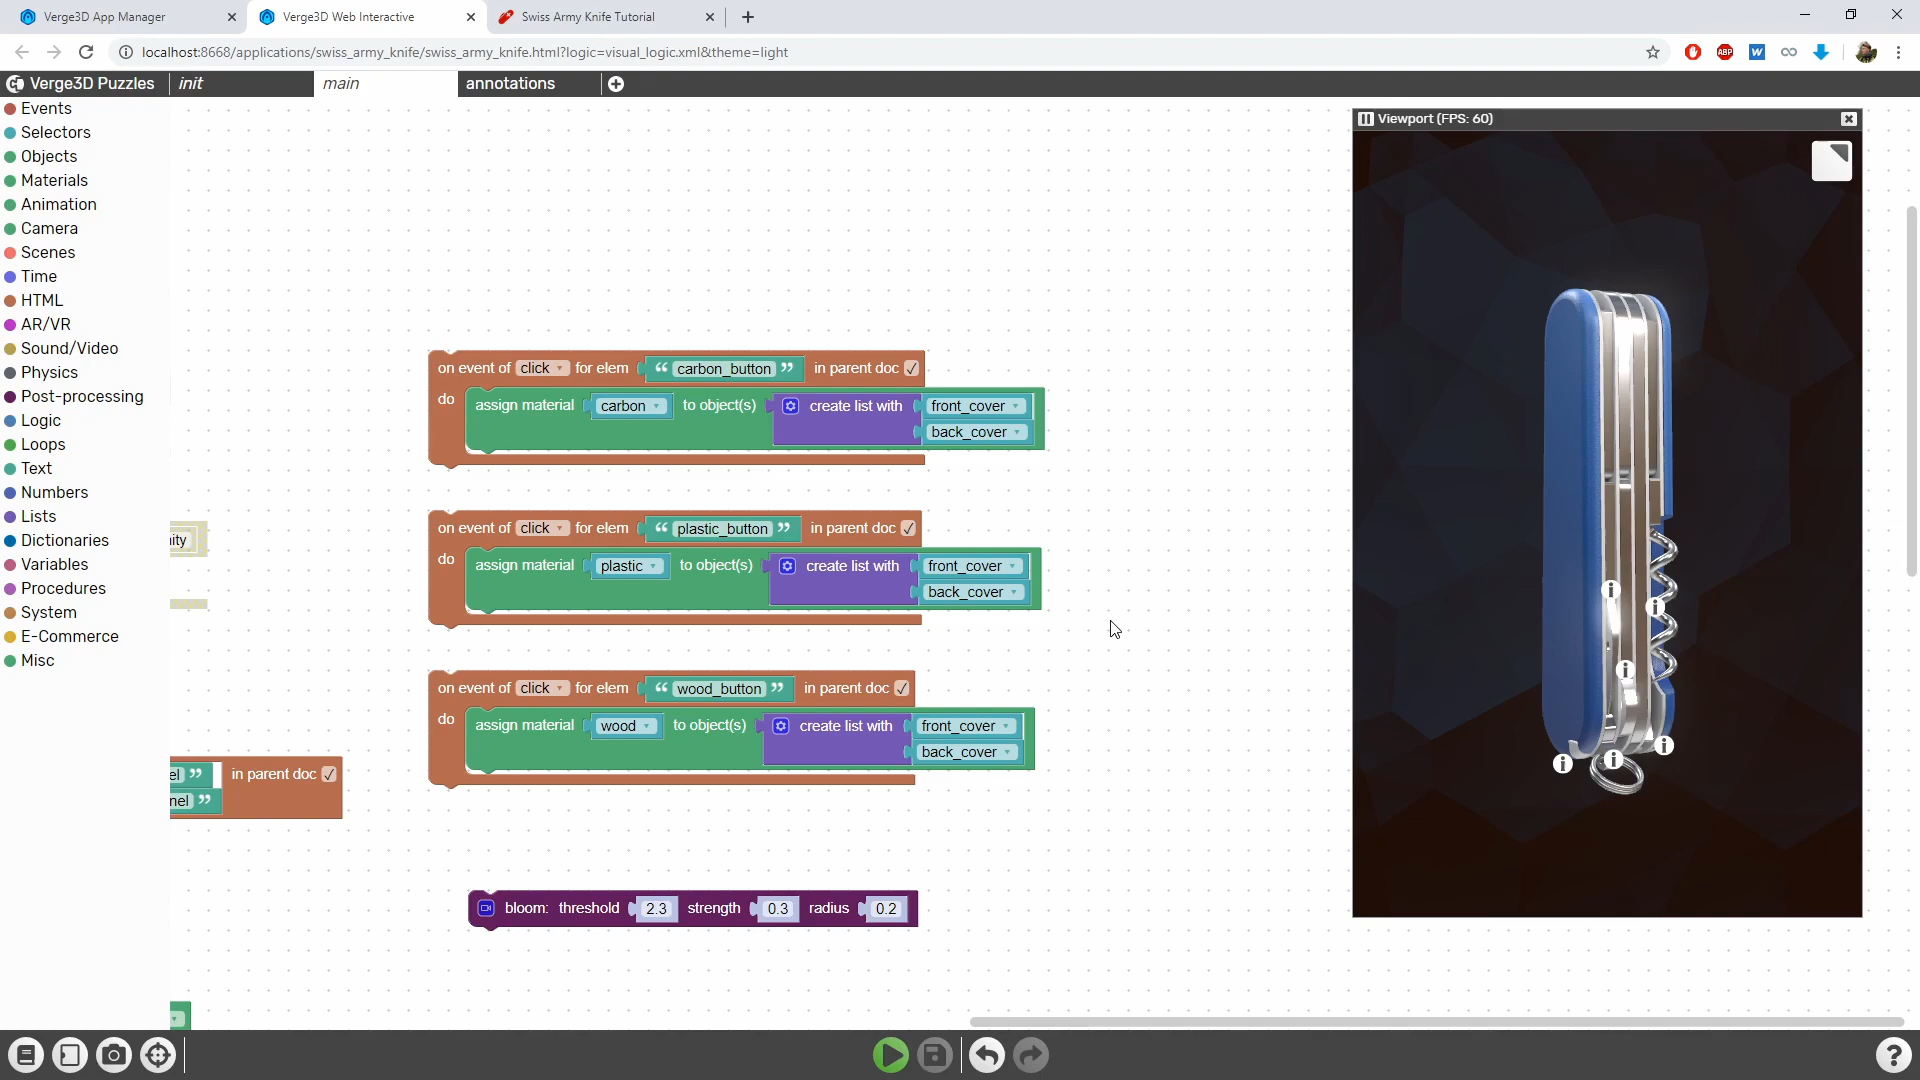 Verge3D App Manager
Verge3D Web Interactive
Swiss Army Knife Tutorial
localhost:8668/applications/swiss_army_knife/swiss_army_knife.html?logic=visual_logic.xml&theme=light
ABP
W
Verge3D Puzzles
init
main
annotations
Events
Selectors
Objects
Materials
Animation
Camera
Scenes
Time
HTML
AR/VR
Sound/Video
Physics
Post-processing
Logic
Loops
Text
Numbers
Lists
Dictionaries
Variables
Procedures
System
E-Commerce
Misc
ity
el ” in parent doc ✓
nel ”
on event of click for elem “ carbon_button ” in parent doc ✓
do assign material carbon to object(s) create list with front_cover
back_cover
on event of click for elem “ plastic_button ” in parent doc ✓
do assign material plastic to object(s) create list with front_cover
back_cover
on event of click for elem “ wood_button ” in parent doc ✓
do assign material wood to object(s) create list with front_cover
back_cover
bloom: threshold 2.3 strength 0.3 radius 0.2
Viewport (FPS: 60)
i
i
i
i
i
i
?